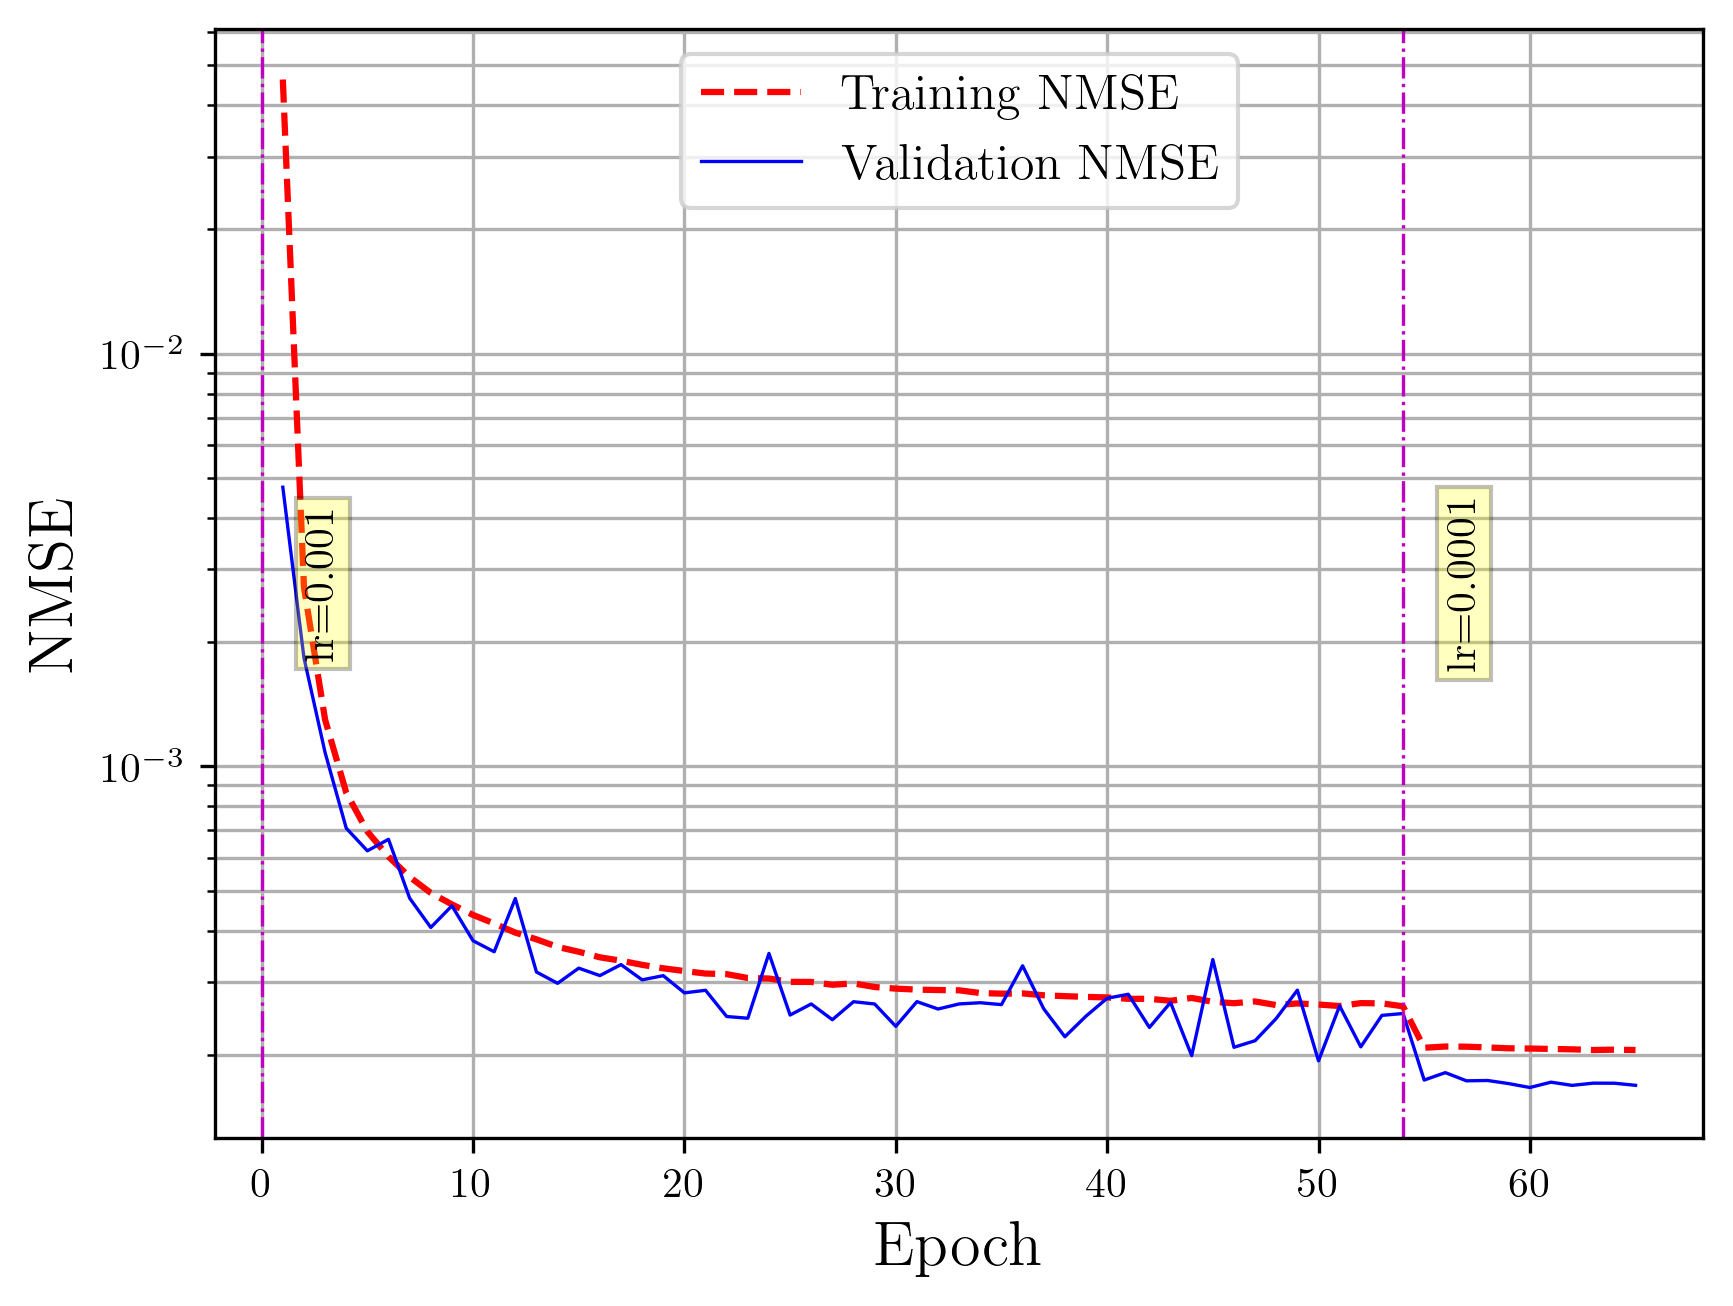 Training NMSE
Validation NMSE
10⁻²
10⁻³
NMSE
lr=0.001
lr=0.0001
0 10 20 30 40 50 60
Epoch